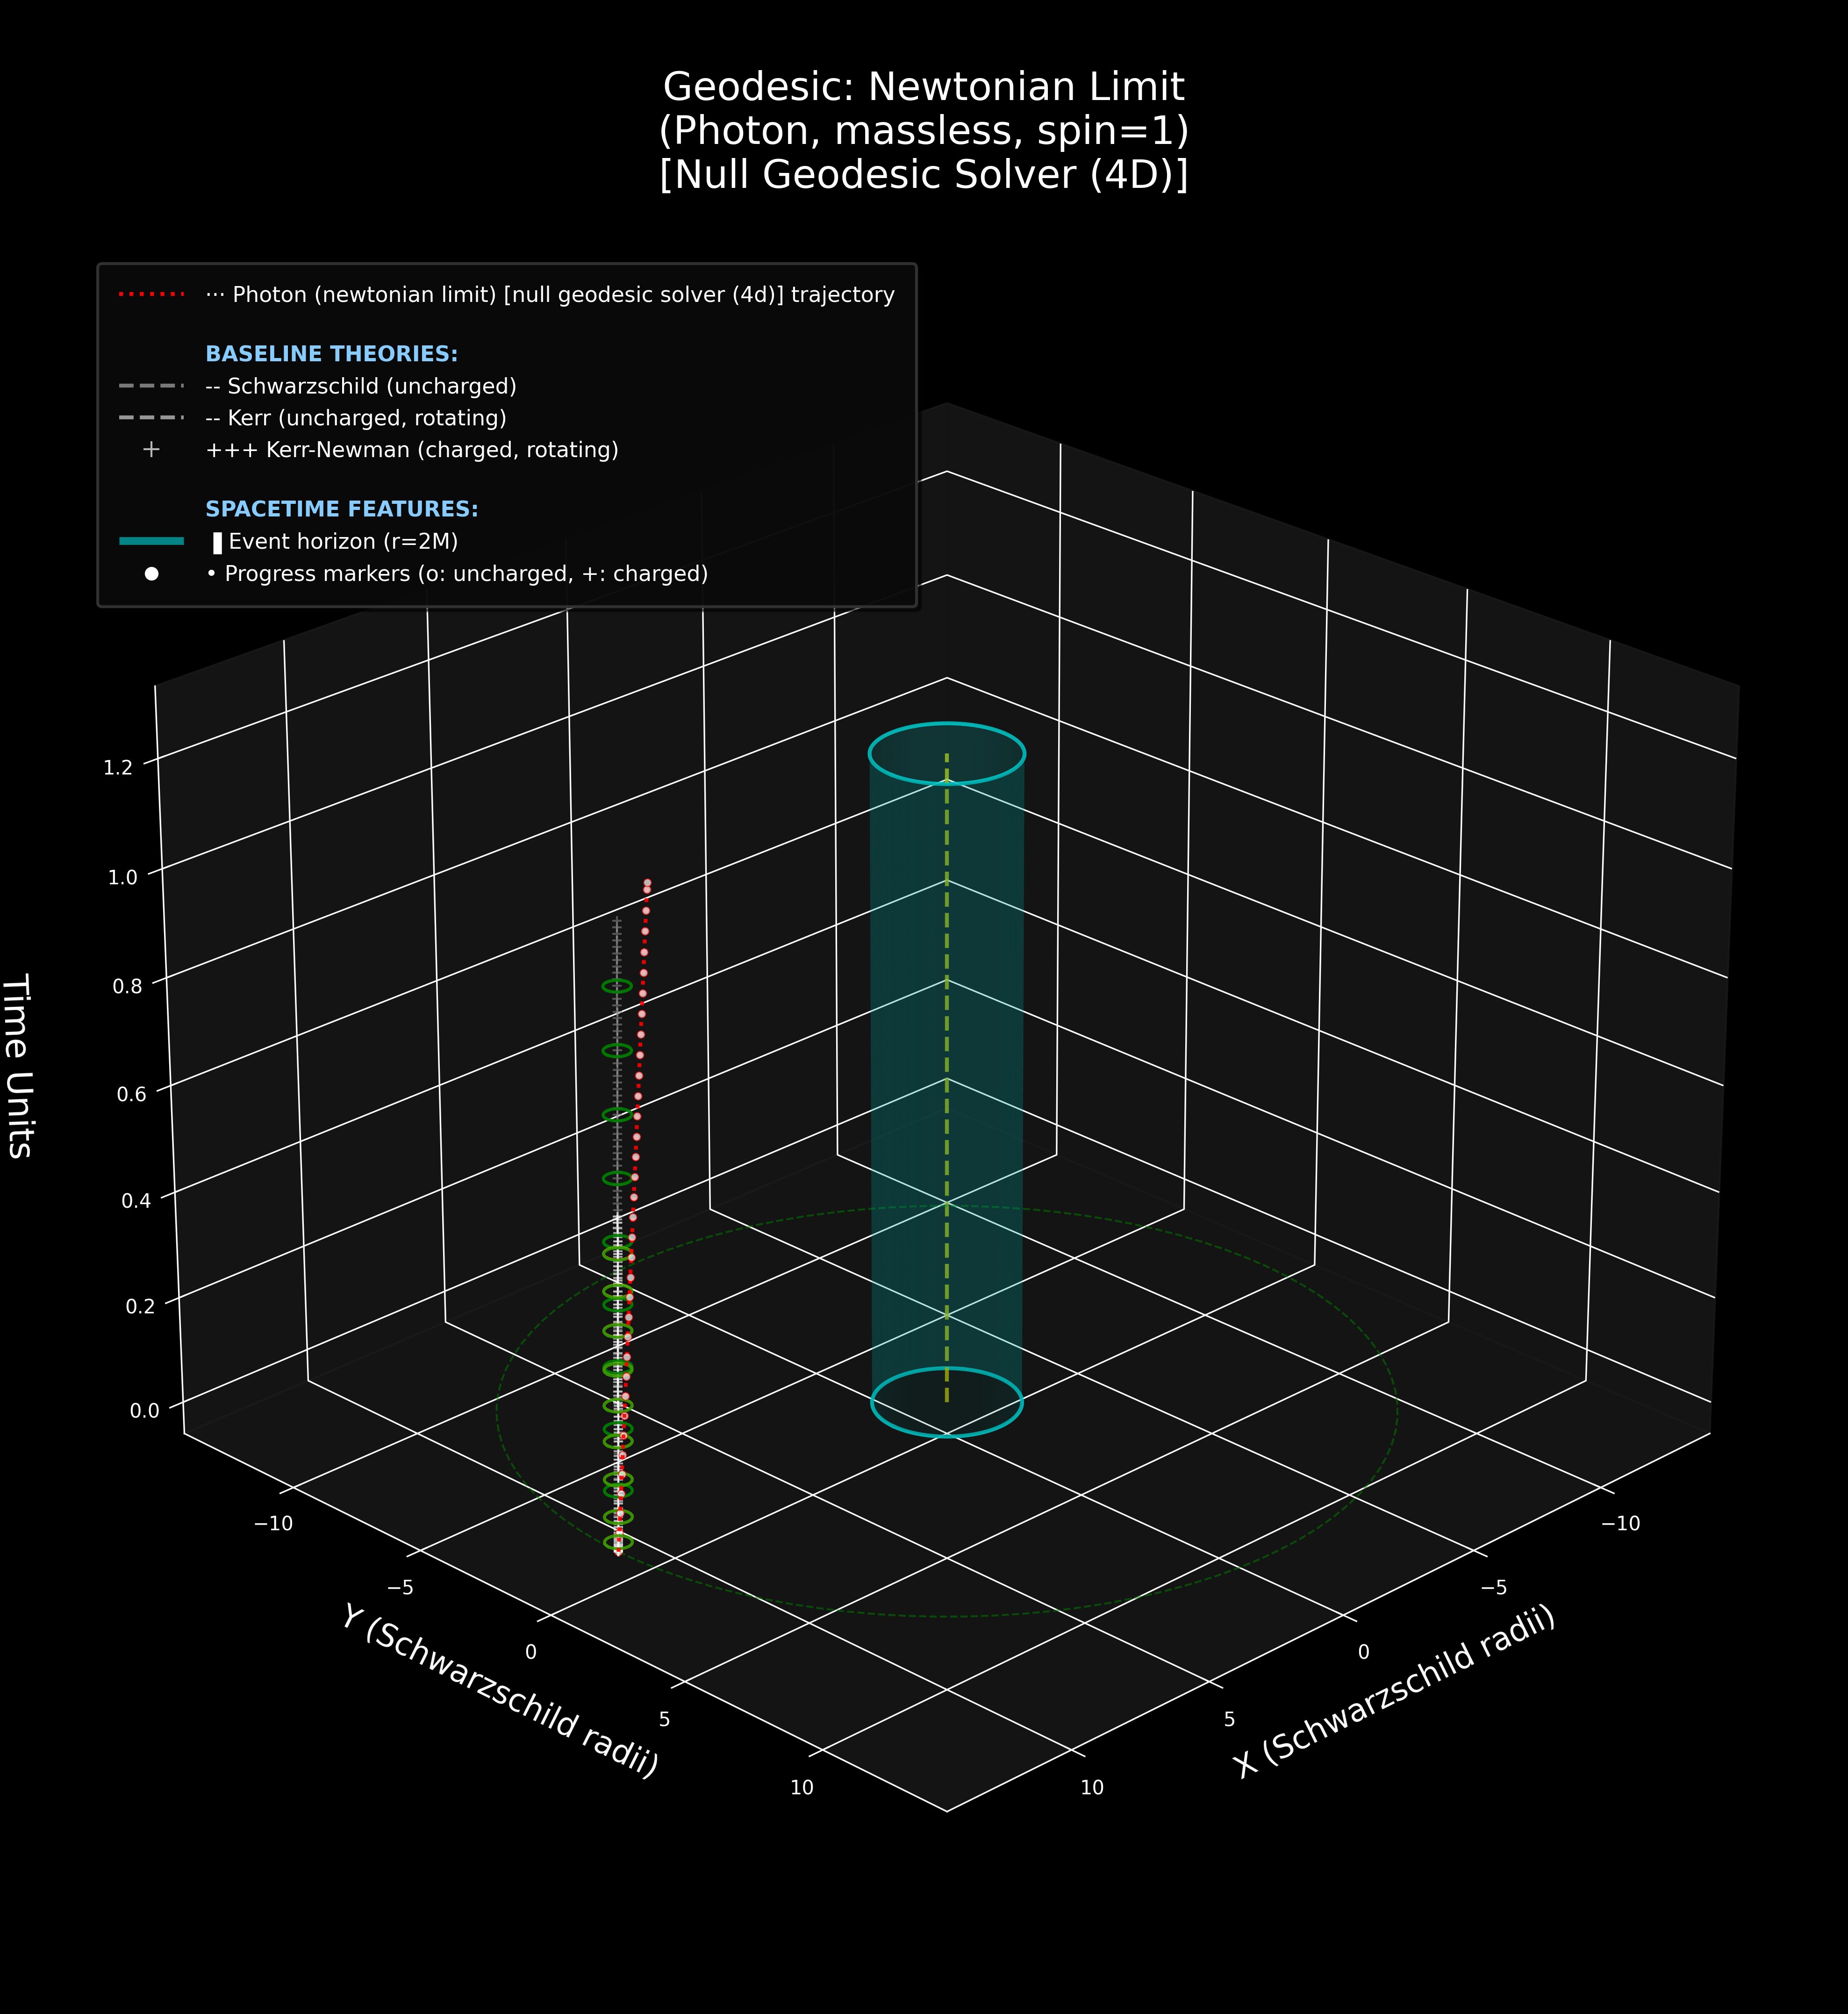 Geodesic: Newtonian Limit
(Photon, massless, spin=1)
[Null Geodesic Solver (4D)]
··· Photon (newtonian limit) [null geodesic solver (4d)] trajectory
BASELINE THEORIES:
-- Schwarzschild (uncharged)
-- Kerr (uncharged, rotating)
+++ Kerr-Newman (charged, rotating)
SPACETIME FEATURES:
▌Event horizon (r=2M)
• Progress markers (o: uncharged, +: charged)
Time Units
1.2
1.0
0.8
0.6
0.4
0.2
0.0
−10
−5
0
5
10
Y (Schwarzschild radii)
−10
−5
0
5
10
X (Schwarzschild radii)